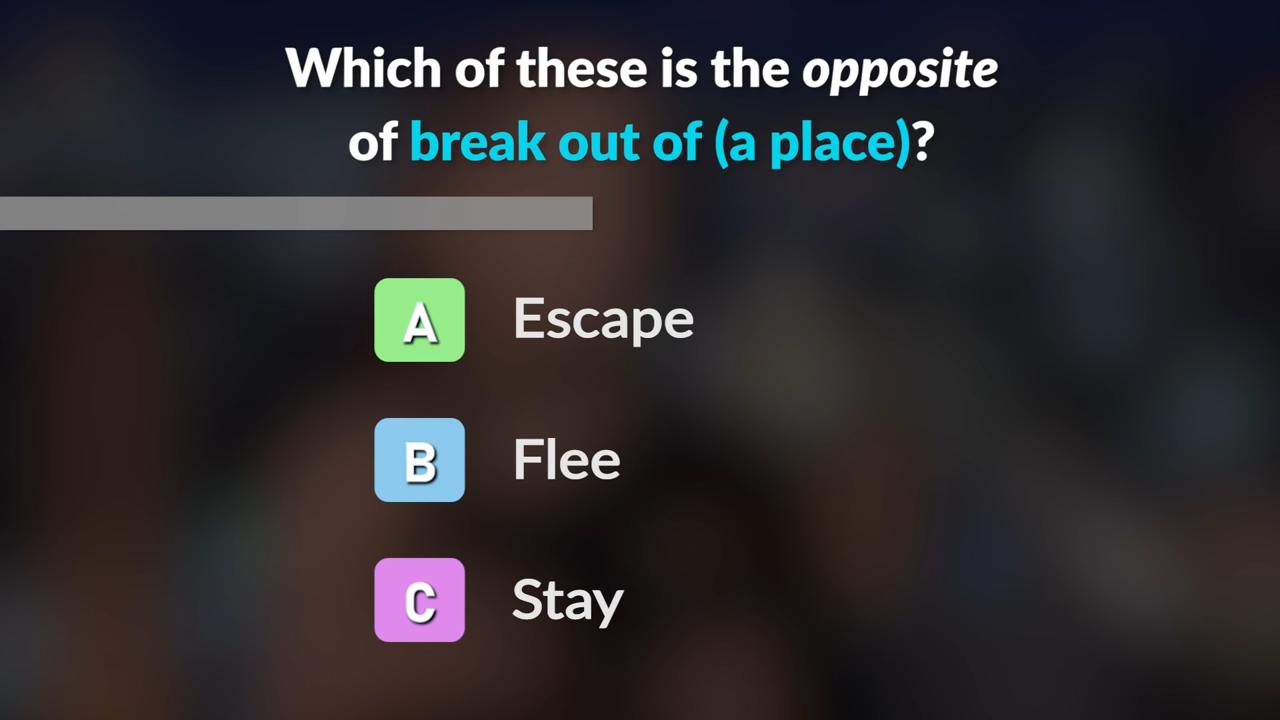 Which of these is the opposite
of break out of (a place)?
A Escape
B Flee
C Stay